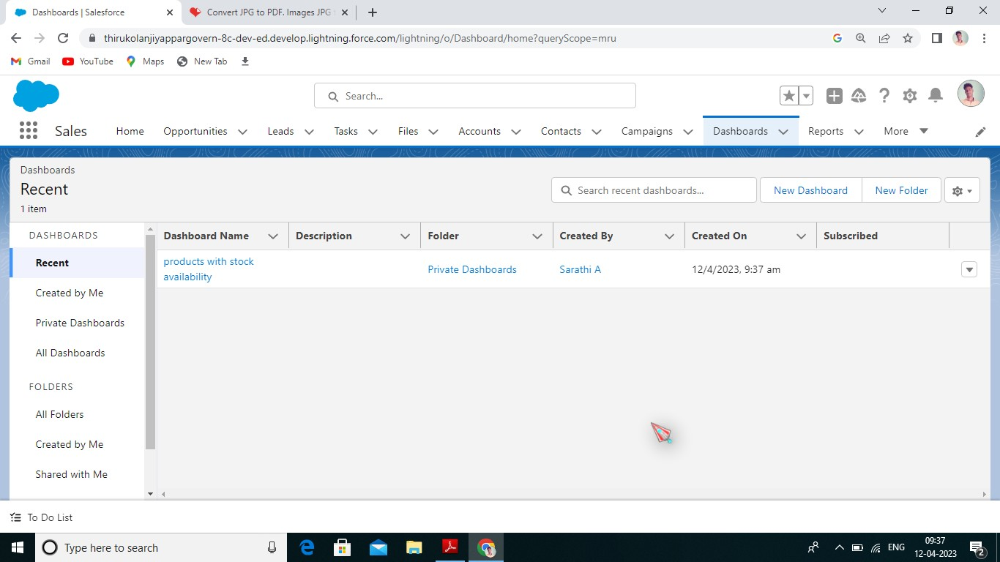 Dashboards | Salesforce
Convert JPG to PDF. Images JPG
thirukolanjiyappargovern-8c-dev-ed.develop.lightning.force.com/lightning/o/Dashboard/home?queryScope=mru
Gmail YouTube Maps New Tab
Search...
Sales Home Opportunities Leads Tasks Files Accounts Contacts Campaigns Dashboards Reports More
Dashboards
Recent
1 item
Search recent dashboards... New Dashboard New Folder
DASHBOARDS
Recent
Created by Me
Private Dashboards
All Dashboards
FOLDERS
All Folders
Created by Me
Shared with Me
Dashboard Name Description Folder Created By Created On Subscribed
products with stock
availability
Private Dashboards Sarathi A 12/4/2023, 9:37 am
To Do List
Type here to search
ENG
09:37
12-04-2023
2